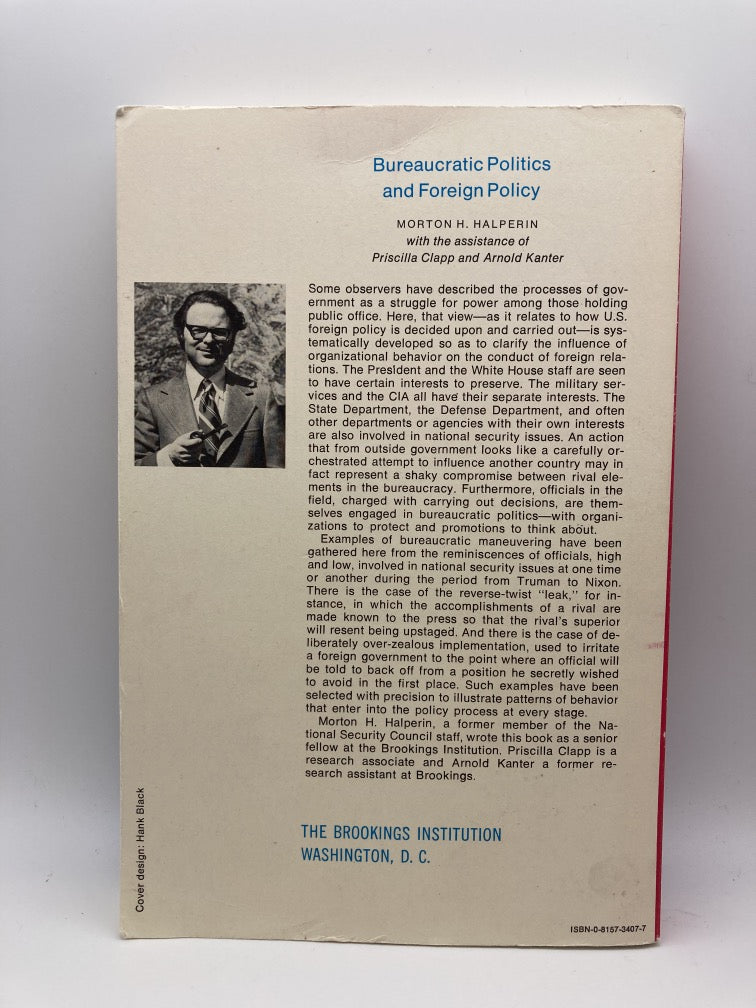 Bureaucratic Politics
and Foreign Policy
MORTON H. HALPERIN
with the assistance of
Priscilla Clapp and Arnold Kanter
Some observers have described the processes of gov-
ernment as a struggle for power among those holding
public office. Here, that view—as it relates to how U.S.
foreign policy is decided upon and carried out—is sys-
tematically developed so as to clarify the influence of
organizational behavior on the conduct of foreign rela-
tions. The President and the White House staff are seen
to have certain interests to preserve. The military ser-
vices and the CIA all have their separate interests. The
State Department, the Defense Department, and often
other departments or agencies with their own interests
are also involved in national security issues. An action
that from outside government looks like a carefully or-
chestrated attempt to influence another country may in
fact represent a shaky compromise between rival ele-
ments in the bureaucracy. Furthermore, officials in the
field, charged with carrying out decisions, are them-
selves engaged in bureaucratic politics—with organi-
zations to protect and promotions to think about.
Examples of bureaucratic maneuvering have been
gathered here from the reminiscences of officials, high
and low, involved in national security issues at one time
or another during the period from Truman to Nixon.
There is the case of the reverse-twist "leak," for in-
stance, in which the accomplishments of a rival are
made known to the press so that the rival's superior
will resent being upstaged. And there is the case of de-
liberately over-zealous implementation, used to irritate
a foreign government to the point where an official will
be told to back off from a position he secretly wished
to avoid in the first place. Such examples have been
selected with precision to illustrate patterns of behavior
that enter into the policy process at every stage.
Morton H. Halperin, a former member of the Na-
tional Security Council staff, wrote this book as a senior
fellow at the Brookings Institution. Priscilla Clapp is a
research associate and Arnold Kanter a former re-
search assistant at Brookings.
THE BROOKINGS INSTITUTION
WASHINGTON, D. C.
Cover design: Hank Black
ISBN-0-8157-3407-7